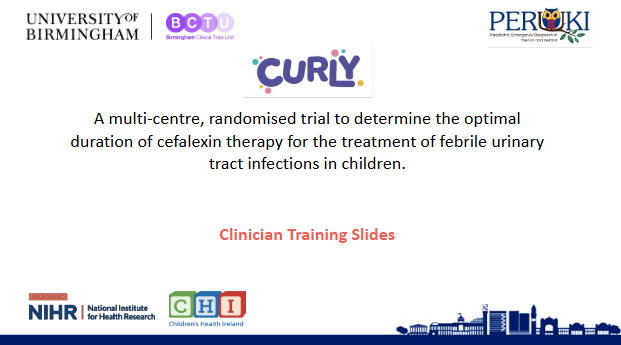 UNIVERSITY OF
BIRMINGHAM
BCTU
Birmingham Clinical Trials Unit
PERUKI
Paediatric Emergency Research in
the UK and Ireland
CURLY
A multi-centre, randomised trial to determine the optimal
duration of cefalexin therapy for the treatment of febrile urinary
tract infections in children.
Clinician Training Slides
NIHR | National Institute
for Health Research
CHI
Children's Health Ireland